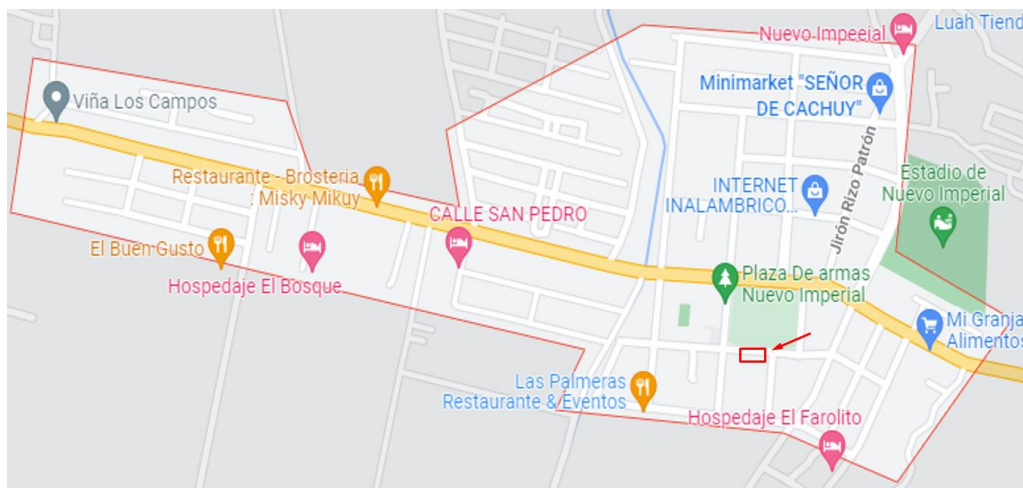 Luah Tiend
Nuevo Impeeial
Minimarket "SEÑOR
DE CACHUY"
Viña Los Campos
Jirón Rizo Patrón
Estadio de
Nuevo Imperial
Restaurante - Brosteria
: Misky Mikuy
INTERNET
INALAMBRICO...
CALLE SAN PEDRO
El Buen Gusto
Hospedaje El Bosque
Plaza De armas
Nuevo Imperial
Mi Granja
Alimentos
Las Palmeras
Restaurante & Eventos
Hospedaje El Farolito